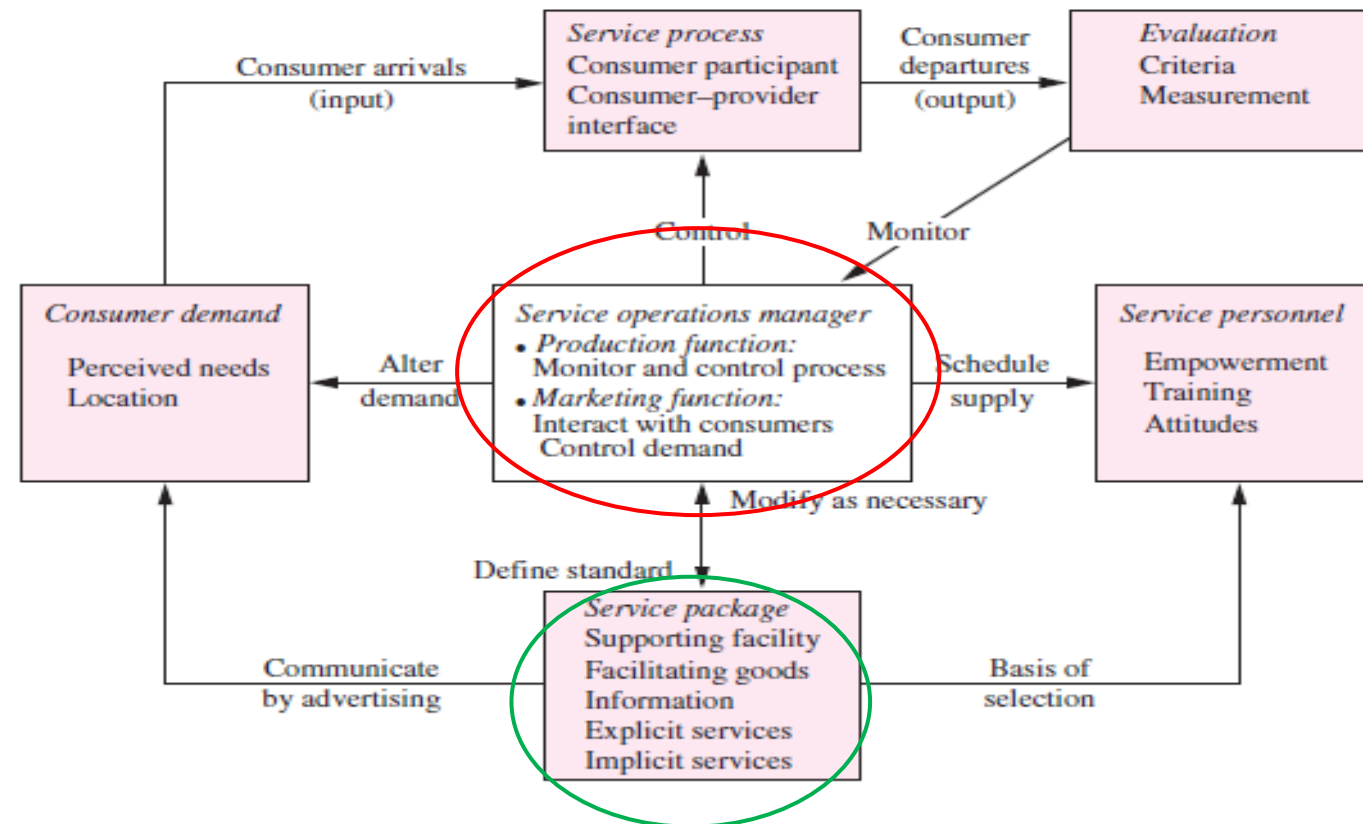 Service process
Consumer participant
Consumer–provider
interface
Consumer arrivals
(input)
Consumer
departures
(output)
Evaluation
Criteria
Measurement
Control
Monitor
Consumer demand
Perceived needs
Location
Alter
demand
Service operations manager
• Production function:
Monitor and control process
• Marketing function:
Interact with consumers
Control demand
Schedule
supply
Service personnel
Empowerment
Training
Attitudes
Modify as necessary
Define standard
Service package
Supporting facility
Facilitating goods
Information
Explicit services
Implicit services
Communicate
by advertising
Basis of
selection